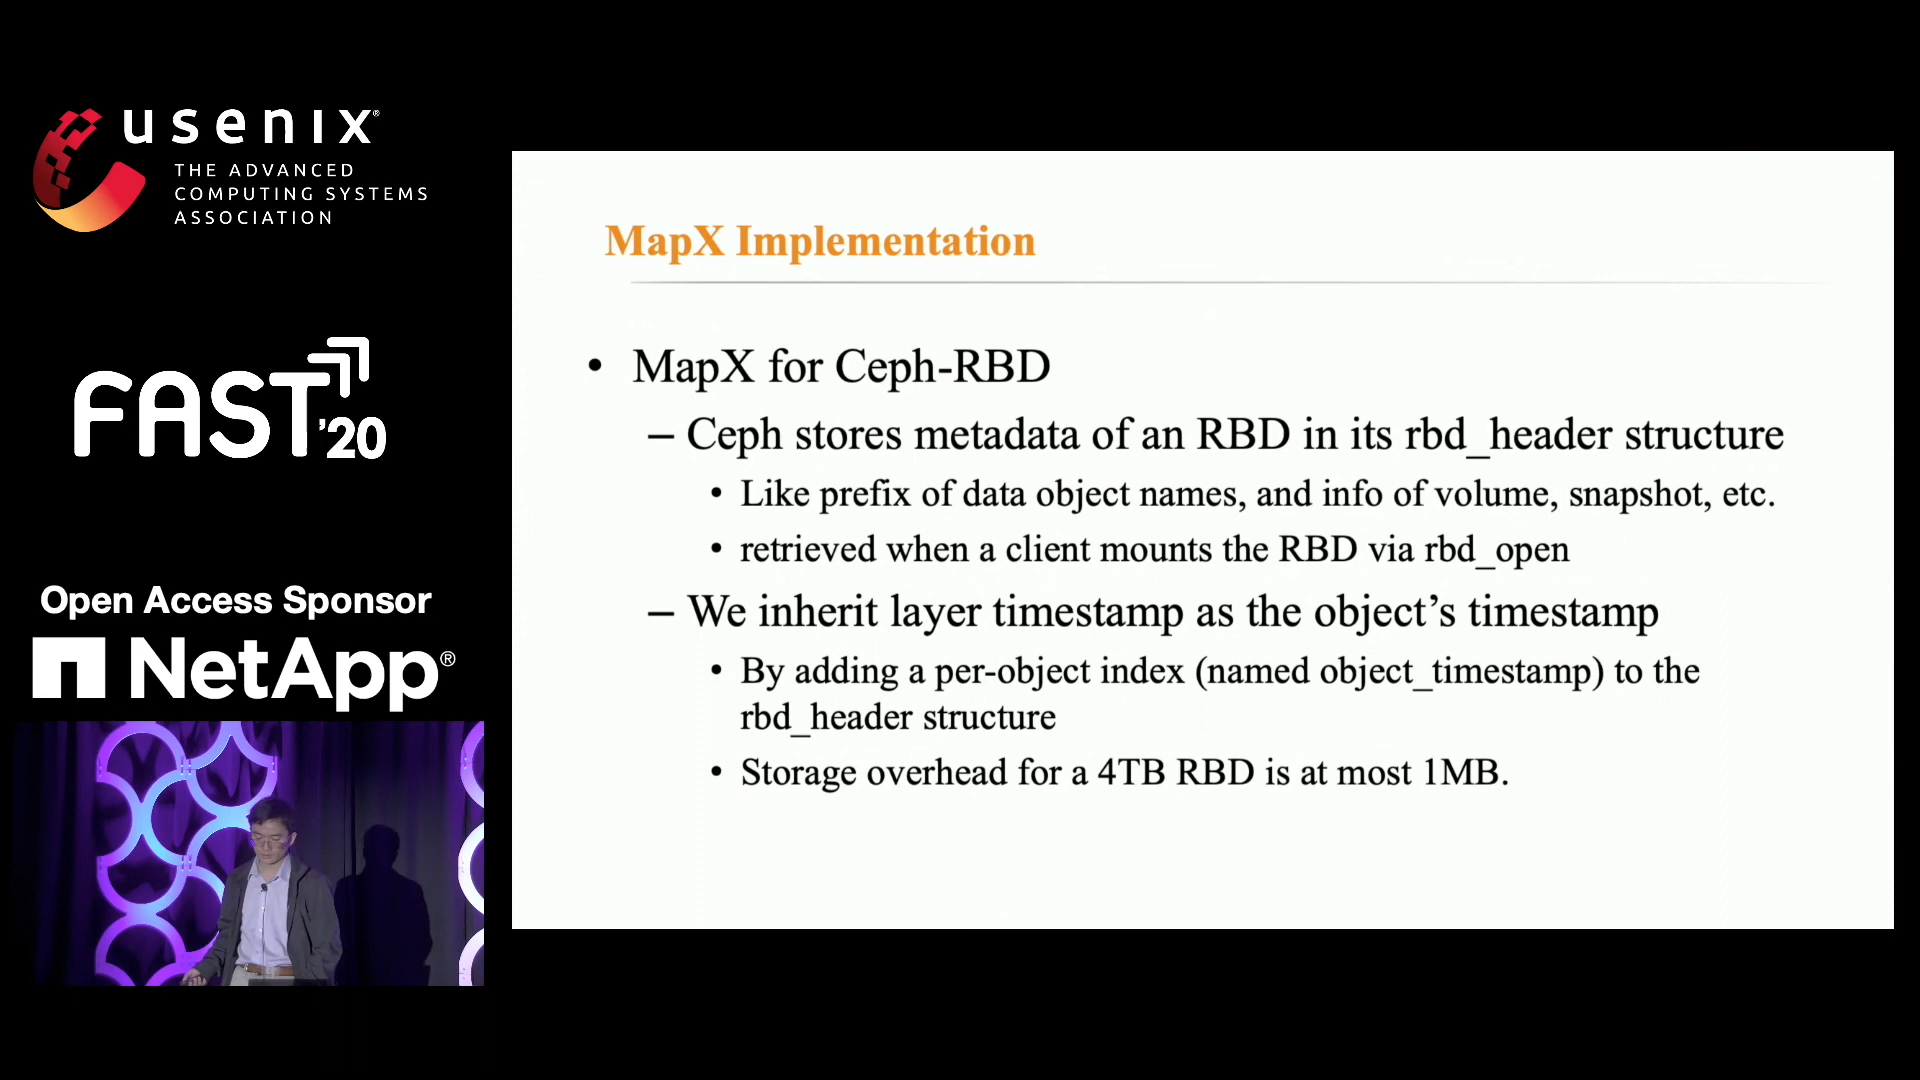 usenix®
THE ADVANCED
COMPUTING SYSTEMS
ASSOCIATION
FAST '20
Open Access Sponsor
NetApp®
MapX Implementation
• MapX for Ceph-RBD
– Ceph stores metadata of an RBD in its rbd_header structure
• Like prefix of data object names, and info of volume, snapshot, etc.
• retrieved when a client mounts the RBD via rbd_open
– We inherit layer timestamp as the object’s timestamp
• By adding a per-object index (named object_timestamp) to the
rbd_header structure
• Storage overhead for a 4TB RBD is at most 1MB.